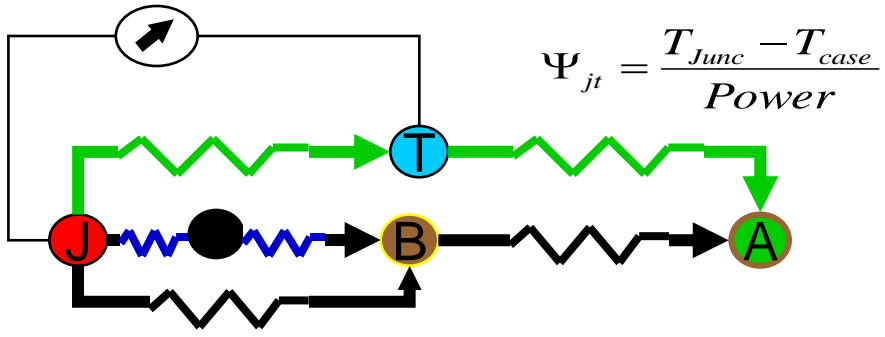 Ψjt = TJunc − Tcase
Power
T
J
B
A